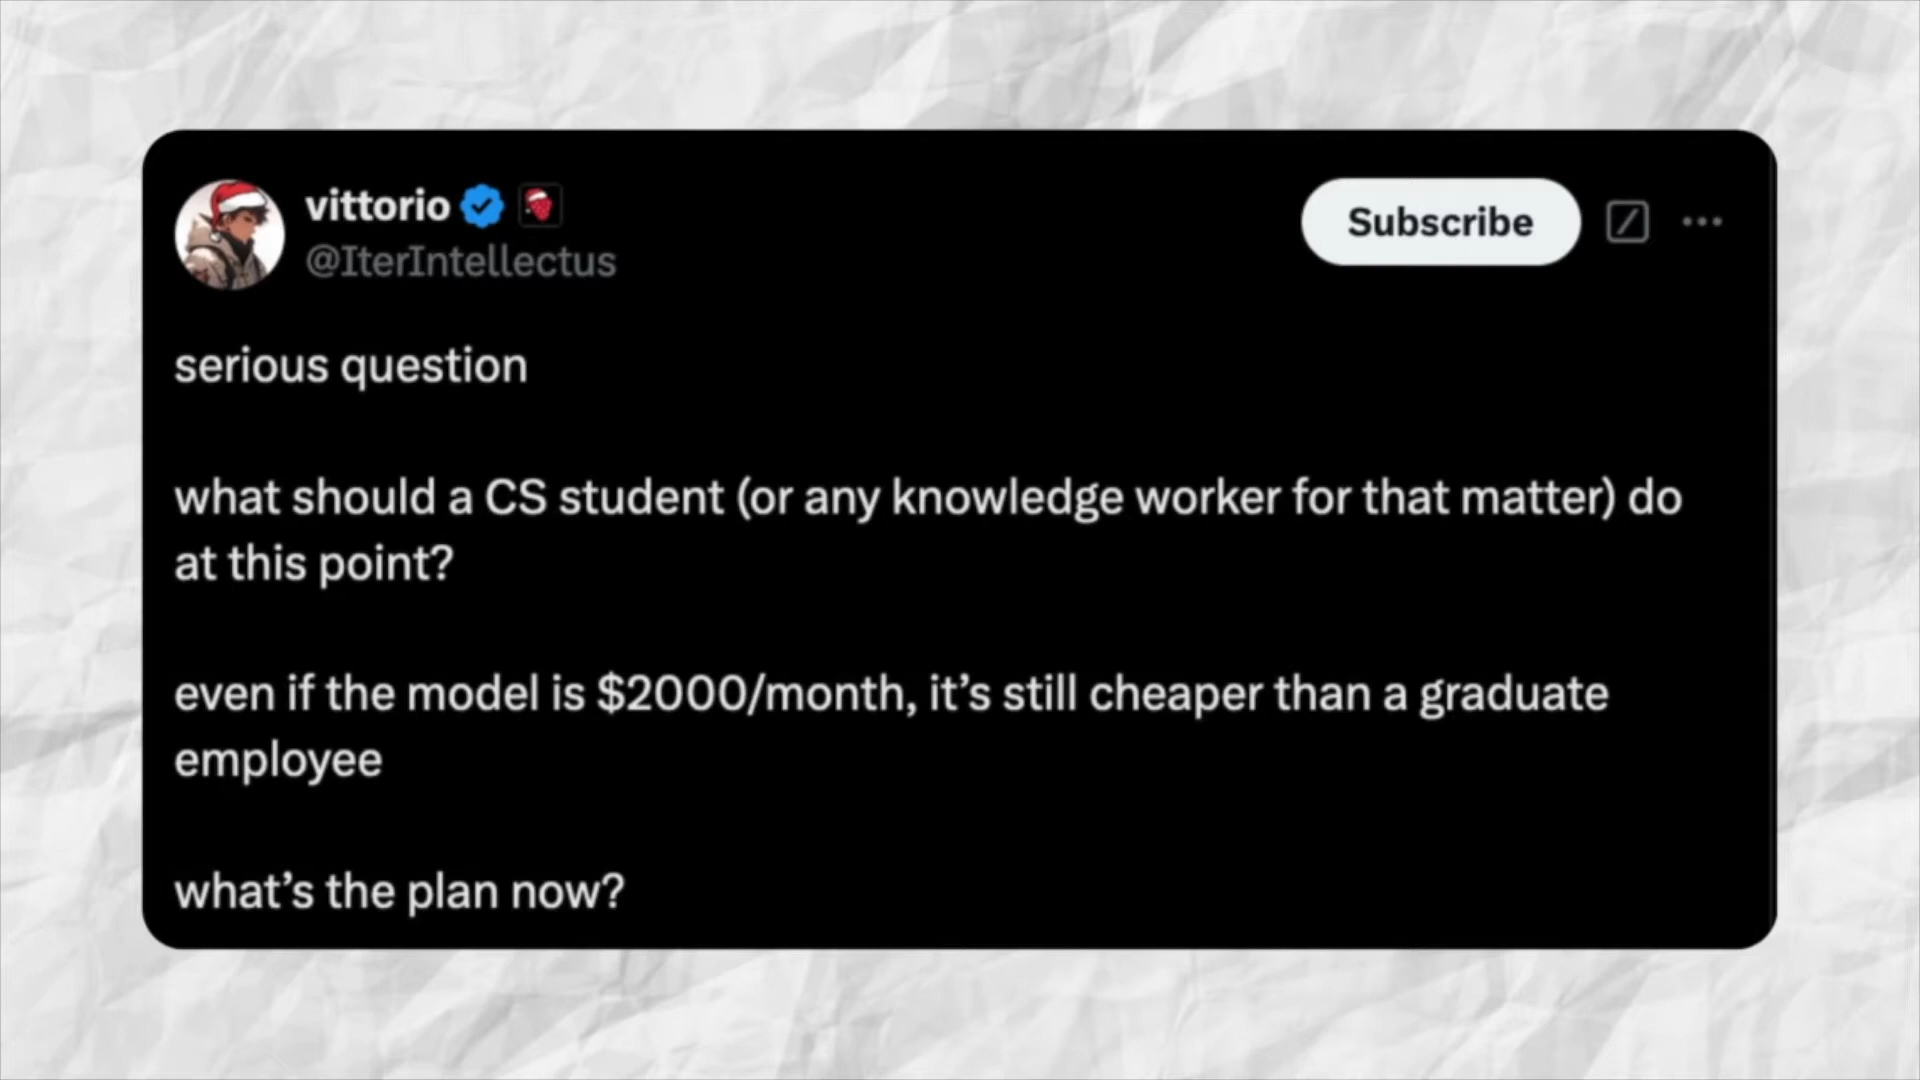 vittorio
@IterIntellectus
Subscribe
serious question
what should a CS student (or any knowledge worker for that matter) do
at this point?
even if the model is $2000/month, it’s still cheaper than a graduate
employee
what’s the plan now?